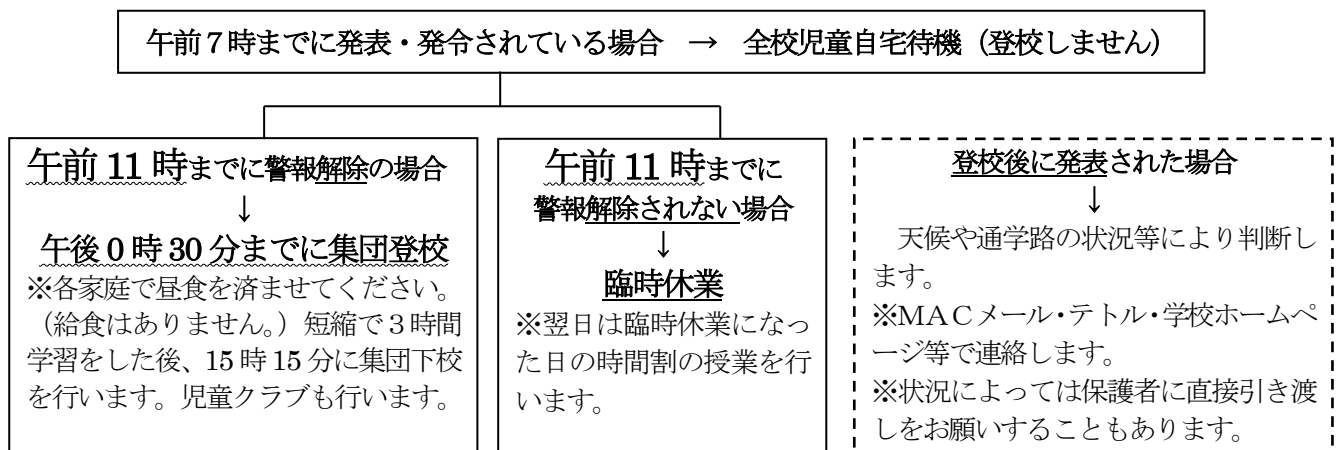 午前７時までに発表・発令されている場合　→　全校児童自宅待機（登校しません）
午前 11 時までに警報解除の場合
↓
午後 0 時 30 分までに集団登校
※各家庭で昼食を済ませてください。
（給食はありません。）短縮で３時間
学習をした後、15 時 15 分に集団下校
を行います。児童クラブも行います。
午前 11 時までに
警報解除されない場合
↓
臨時休業
※翌日は臨時休業になっ
た日の時間割の授業を行
います。
登校後に発表された場合
↓
天候や通学路の状況等により判断し
ます。
※ＭＡＣメール・テトル・学校ホームペ
ージ等で連絡します。
※状況によっては保護者に直接引き渡
しをお願いすることもあります。